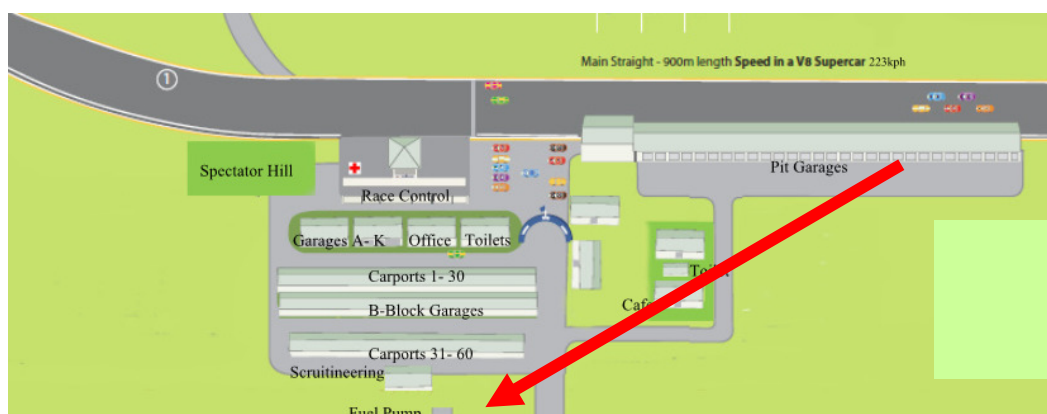 Main Straight - 900m length Speed in a V8 Supercar 223kph
1
Spectator Hill
Pit Garages
Race Control
Garages A- K Office Toilets
Carports 1- 30
B-Block Garages
Carports 31- 60
Scruitineering
Fuel Pump